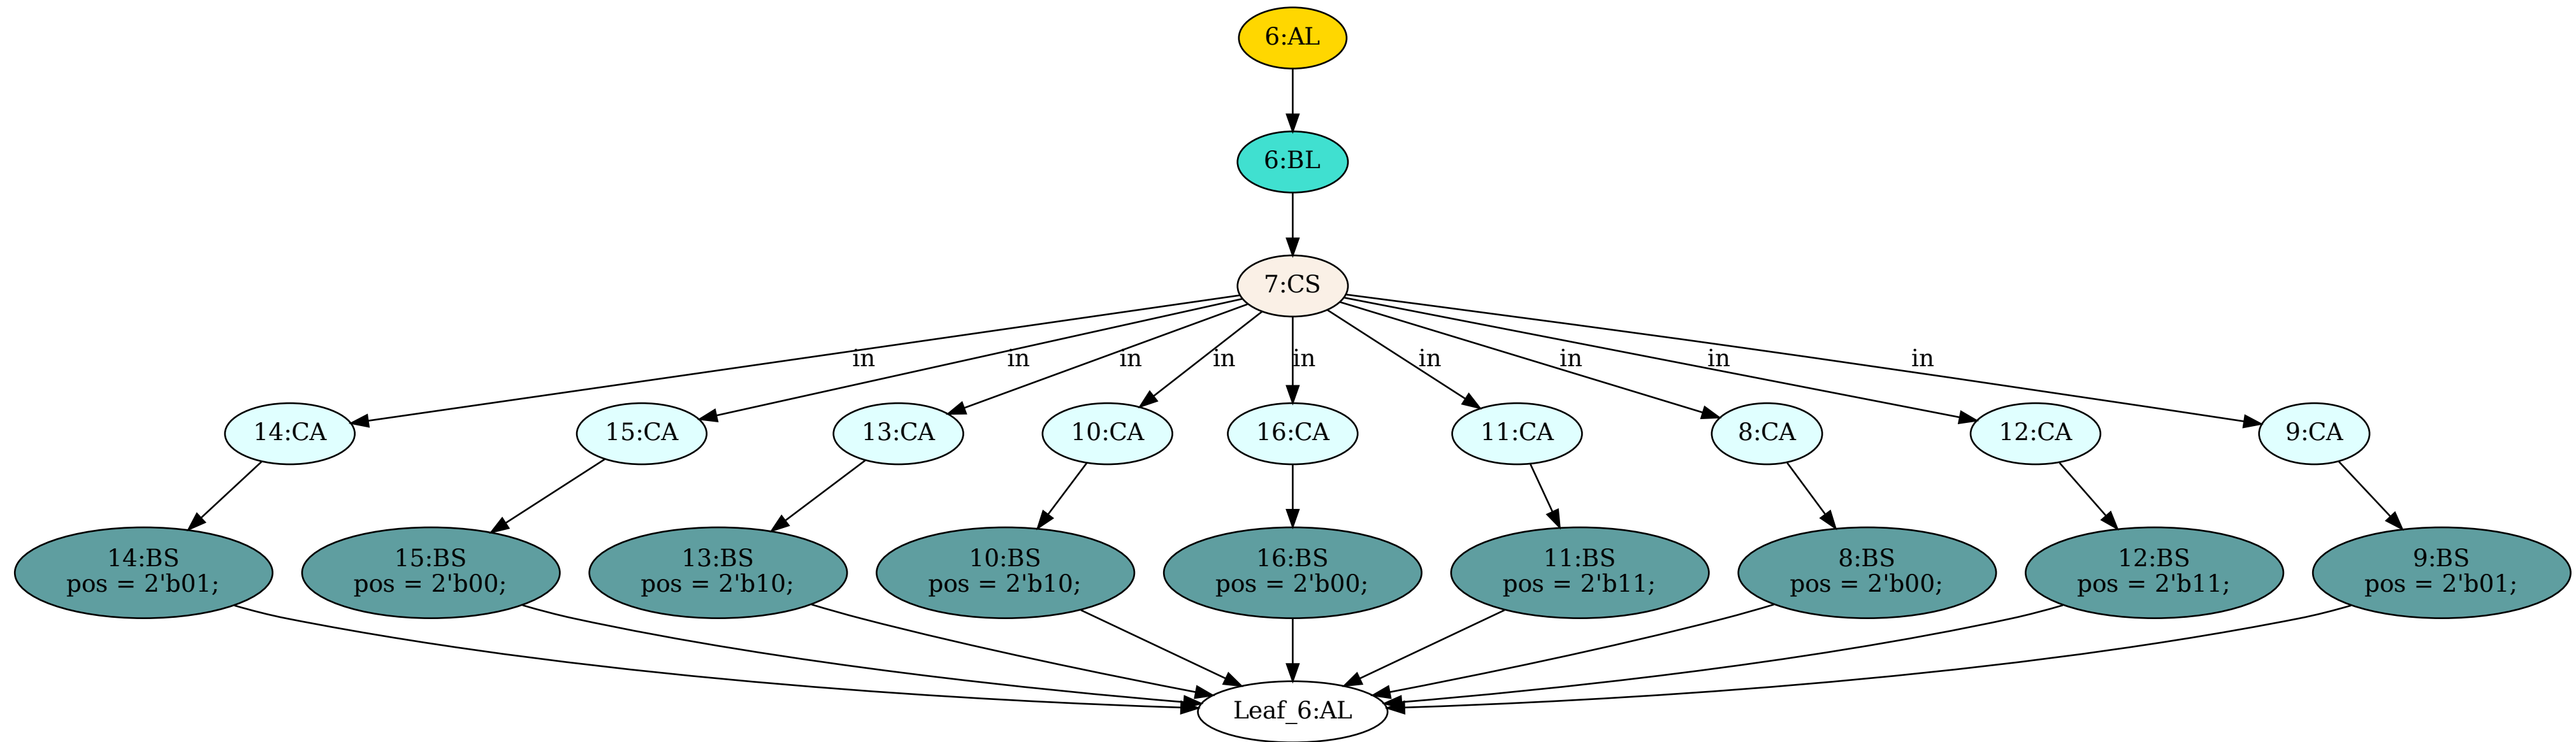 6:AL
6:BL
7:CS
in in in in in in in in in
14:CA 15:CA 13:CA 10:CA 16:CA 11:CA 8:CA 12:CA 9:CA
14:BS
pos = 2'b01;
15:BS
pos = 2'b00;
13:BS
pos = 2'b10;
10:BS
pos = 2'b10;
16:BS
pos = 2'b00;
11:BS
pos = 2'b11;
8:BS
pos = 2'b00;
12:BS
pos = 2'b11;
9:BS
pos = 2'b01;
Leaf_6:AL